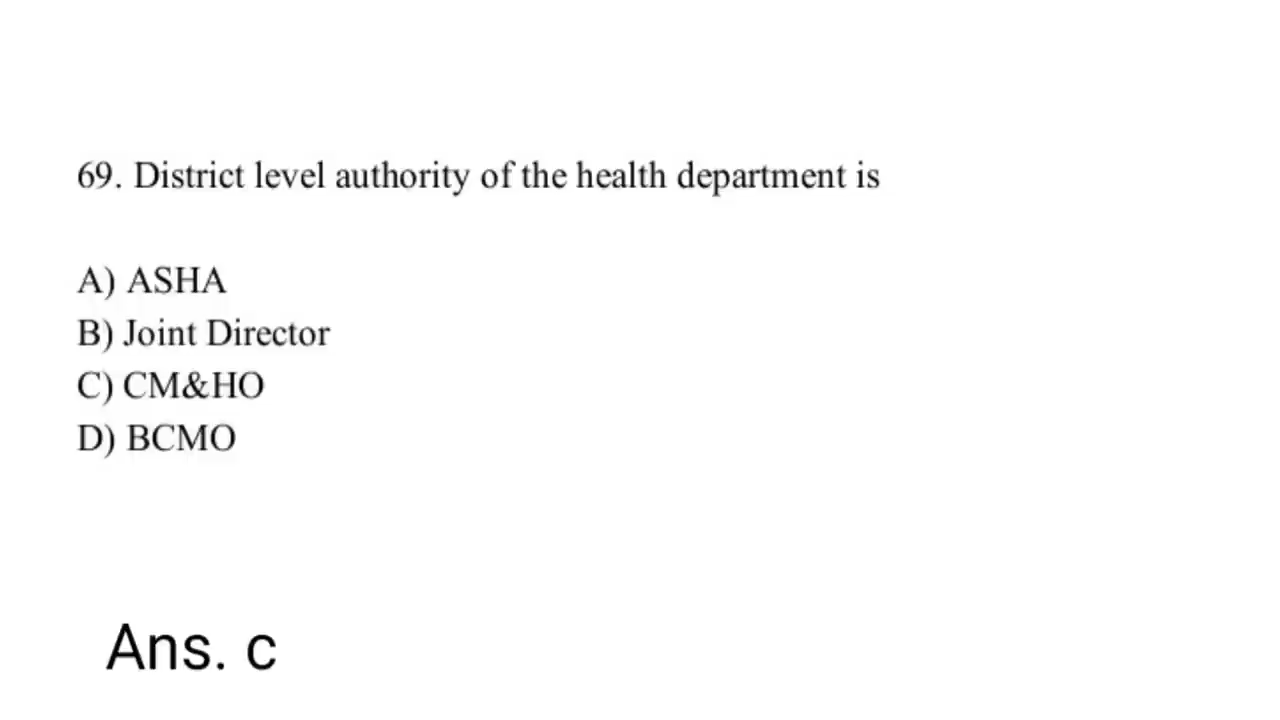 69. District level authority of the health department is
A) ASHA
B) Joint Director
C) CM&HO
D) BCMO
Ans. c